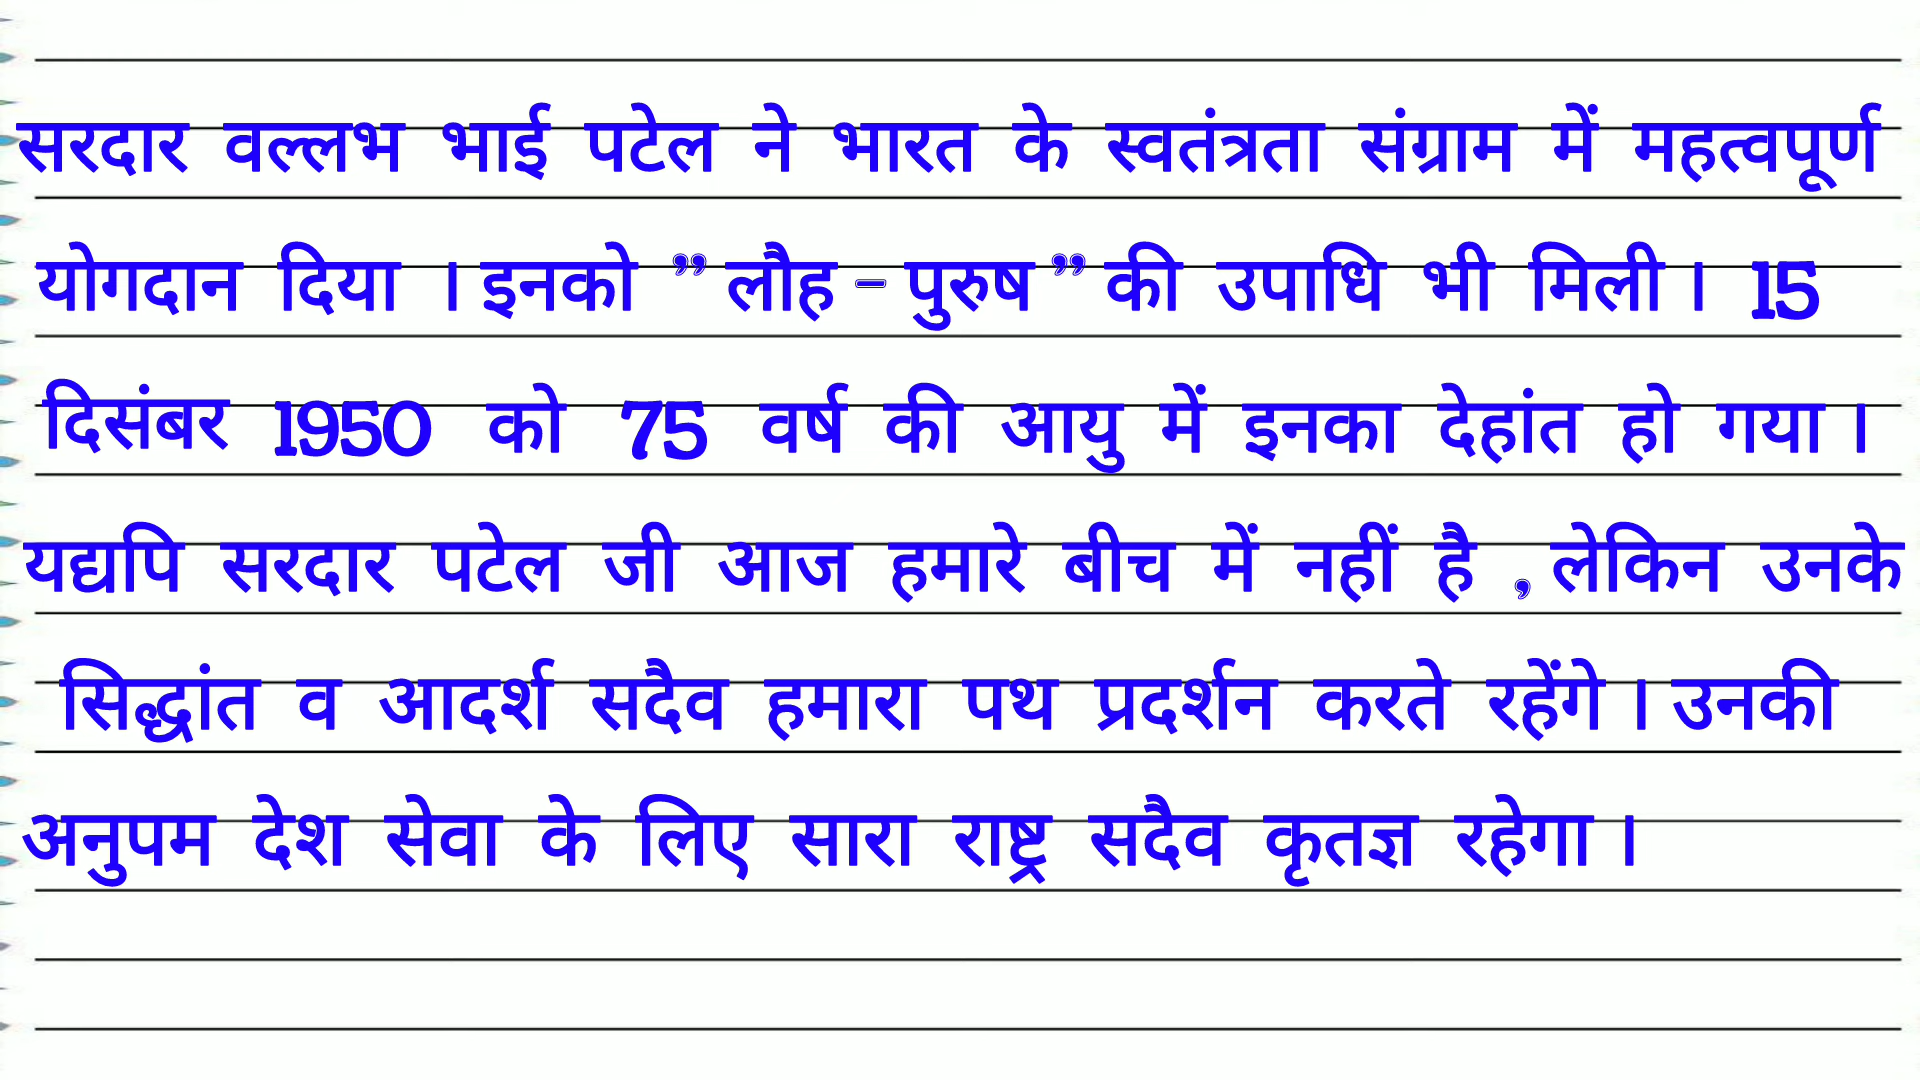 सरदार वल्लभ भाई पटेल ने भारत के स्वतंत्रता संग्राम में महत्वपूर्ण
योगदान दिया । इनको ” लौह - पुरुष ” की उपाधि भी मिली । 15
दिसंबर 1950 को 75 वर्ष की आयु में इनका देहांत हो गया ।
यद्यपि सरदार पटेल जी आज हमारे बीच में नहीं है , लेकिन उनके
सिद्धांत व आदर्श सदैव हमारा पथ प्रदर्शन करते रहेंगे । उनकी
अनुपम देश सेवा के लिए सारा राष्ट्र सदैव कृतज्ञ रहेगा ।